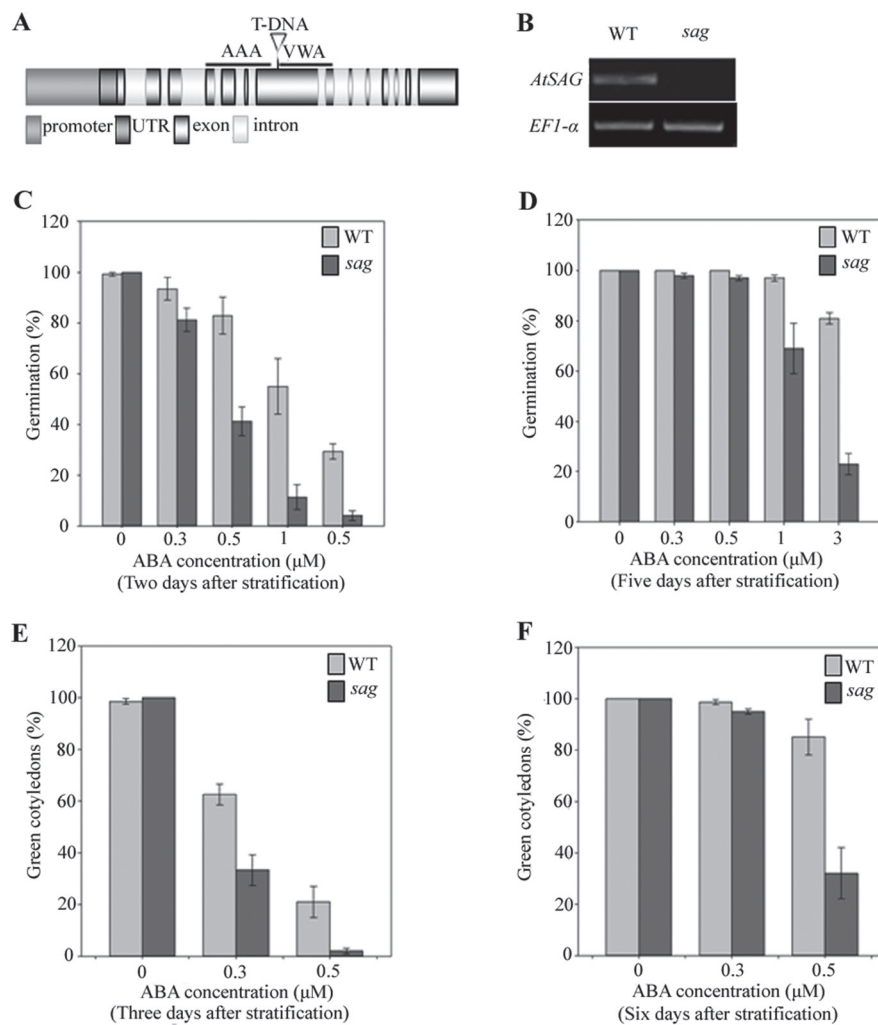 A
T-DNA
AAA
VWA
promoter UTR exon intron
B
WT sag
AtSAG
EF1-α
C
120
100
80
60
40
20
0
Germination (%)
WT
sag
0 0.3 0.5 1 0.5
ABA concentration (μM)
(Two days after stratification)
D
120
100
80
60
40
20
0
Germination (%)
WT
sag
0 0.3 0.5 1 3
ABA concentration (μM)
(Five days after stratification)
E
120
100
80
60
40
20
0
Green cotyledons (%)
WT
sag
0 0.3 0.5
ABA concentration (μM)
(Three days after stratification)
F
120
100
80
60
40
20
0
Green cotyledons (%)
WT
sag
0 0.3 0.5
ABA concentration (μM)
(Six days after stratification)